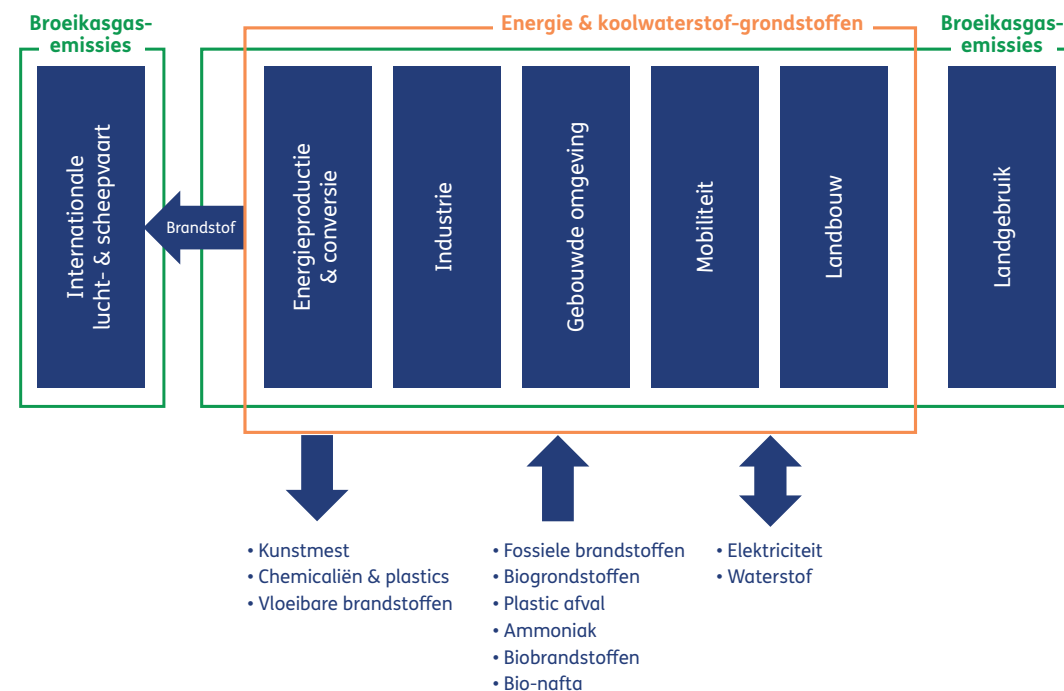 Broeikasgas-
emissies
Energie & koolwaterstof-grondstoffen
Broeikasgas-
emissies
Internationale
lucht- & scheepvaart
Brandstof
Energieproductie
& conversie
Industrie
Gebouwde omgeving
Mobiliteit
Landbouw
Landgebruik
• Kunstmest
• Chemicaliën & plastics
• Vloeibare brandstoffen
• Fossiele brandstoffen
• Biogrondstoffen
• Plastic afval
• Ammoniak
• Biobrandstoffen
• Bio-nafta
• Elektriciteit
• Waterstof